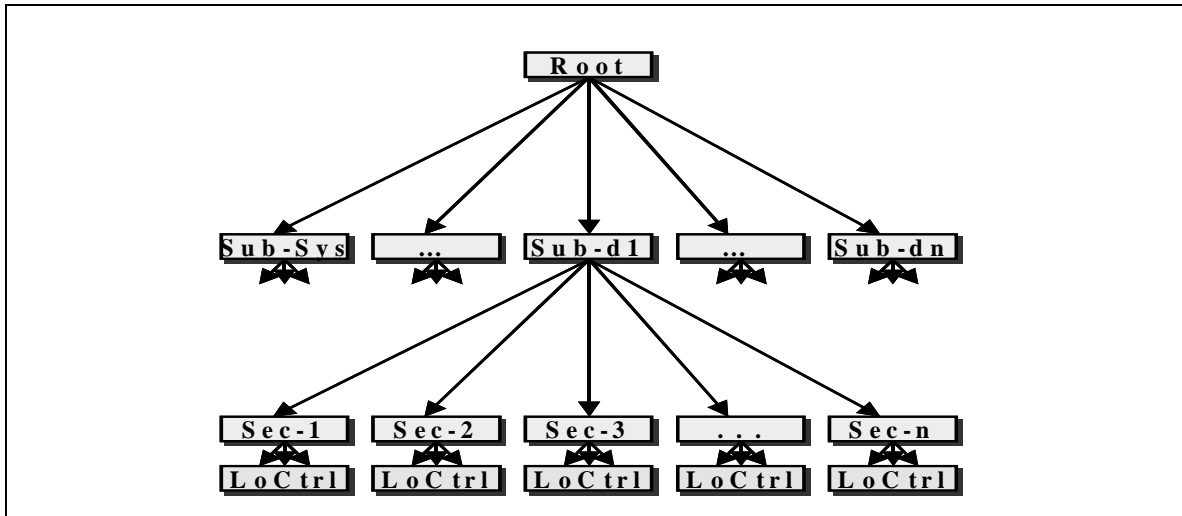 Root
Sub-Sys ... Sub-d1 ... Sub-dn
Sec-1 Sec-2 Sec-3 . . . Sec-n
LoCtrl LoCtrl LoCtrl LoCtrl LoCtrl